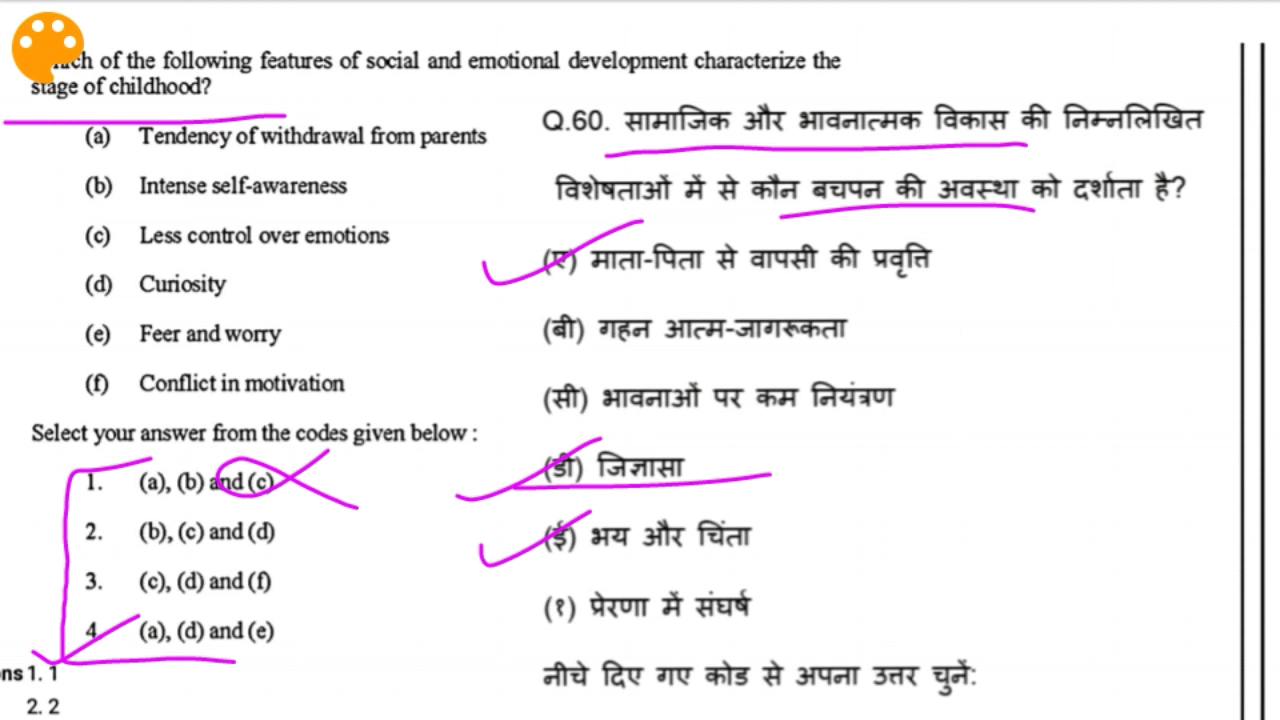 of the following features of social and emotional development characterize the
stage of childhood?
(a) Tendency of withdrawal from parents
(b) Intense self-awareness
(c) Less control over emotions
(d) Curiosity
(e) Feer and worry
(f) Conflict in motivation
Select your answer from the codes given below :
1. (a), (b) and (c)
2. (b), (c) and (d)
3. (c), (d) and (f)
4. (a), (d) and (e)
ns 1. 1
2. 2
Q.60. सामाजिक और भावनात्मक विकास की निम्नलिखित
विशेषताओं में से कौन बचपन की अवस्था को दर्शाता है?
(ए) माता-पिता से वापसी की प्रवृत्ति
(बी) गहन आत्म-जागरूकता
(सी) भावनाओं पर कम नियंत्रण
(डी) जिज्ञासा
(ई) भय और चिंता
(१) प्रेरणा में संघर्ष
नीचे दिए गए कोड से अपना उत्तर चुनें: